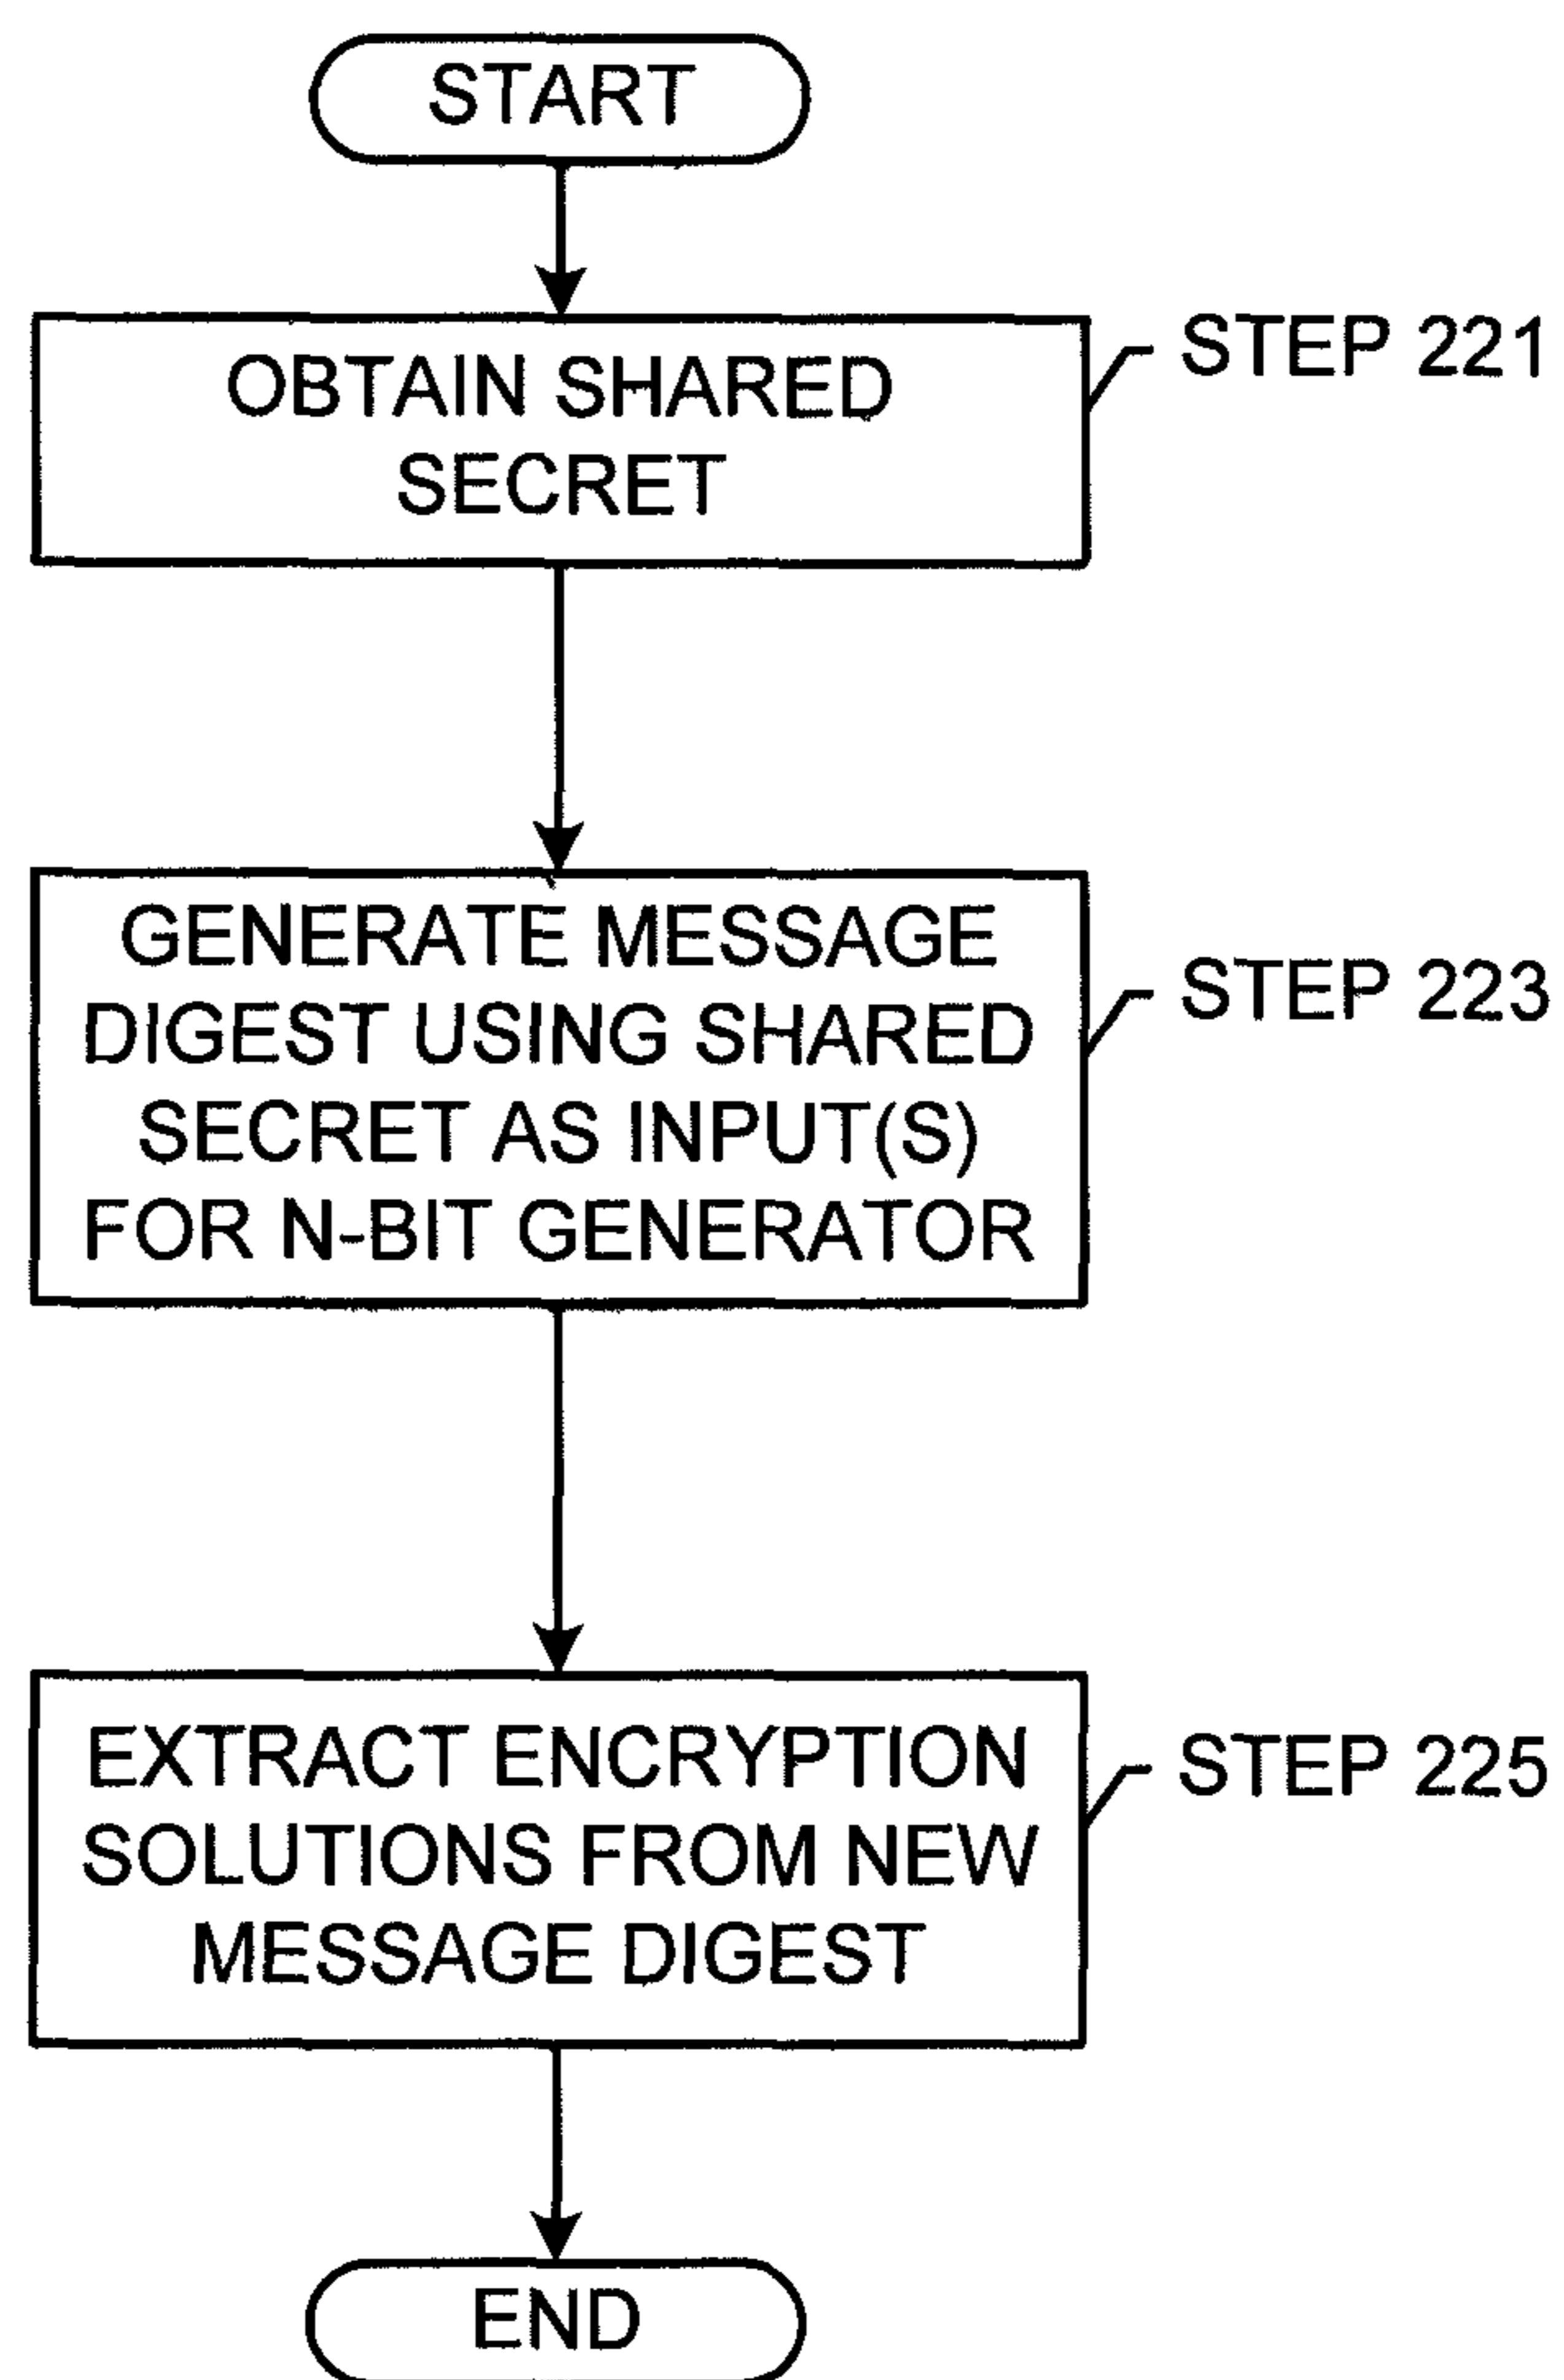 START
OBTAIN SHARED
SECRET
STEP 221
GENERATE MESSAGE
DIGEST USING SHARED
SECRET AS INPUT(S)
FOR N-BIT GENERATOR
STEP 223
EXTRACT ENCRYPTION
SOLUTIONS FROM NEW
MESSAGE DIGEST
STEP 225
END